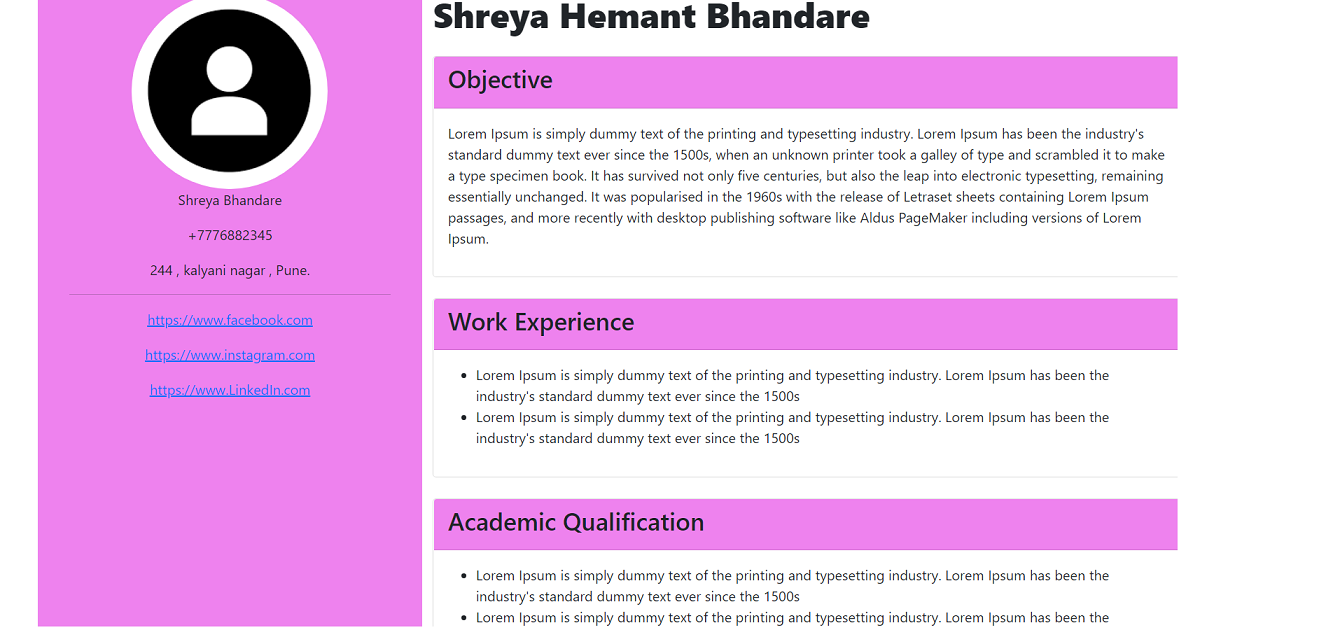 Shreya Bhandare
+7776882345
244 , kalyani nagar , Pune.
https://www.facebook.com
https://www.instagram.com
https://www.LinkedIn.com
Shreya Hemant Bhandare
Objective
Lorem Ipsum is simply dummy text of the printing and typesetting industry. Lorem Ipsum has been the industry's
standard dummy text ever since the 1500s, when an unknown printer took a galley of type and scrambled it to make
a type specimen book. It has survived not only five centuries, but also the leap into electronic typesetting, remaining
essentially unchanged. It was popularised in the 1960s with the release of Letraset sheets containing Lorem Ipsum
passages, and more recently with desktop publishing software like Aldus PageMaker including versions of Lorem
Ipsum.
Work Experience
• Lorem Ipsum is simply dummy text of the printing and typesetting industry. Lorem Ipsum has been the
industry's standard dummy text ever since the 1500s
• Lorem Ipsum is simply dummy text of the printing and typesetting industry. Lorem Ipsum has been the
industry's standard dummy text ever since the 1500s
Academic Qualification
• Lorem Ipsum is simply dummy text of the printing and typesetting industry. Lorem Ipsum has been the
industry's standard dummy text ever since the 1500s
• Lorem Ipsum is simply dummy text of the printing and typesetting industry. Lorem Ipsum has been the